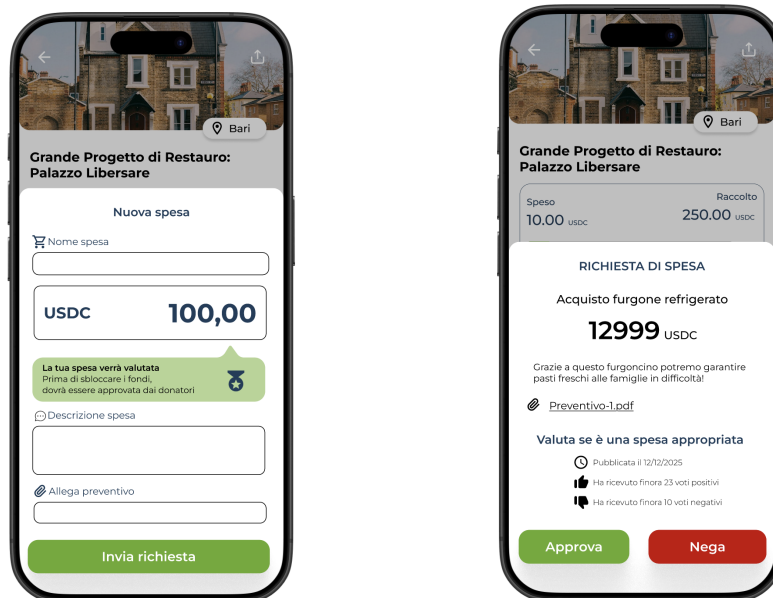 Bari
Grande Progetto di Restauro:
Palazzo Libersare
Nuova spesa
Nome spesa
USDC 100,00
La tua spesa verrà valutata
Prima di sbloccare i fondi,
dovrà essere approvata dai donatori
Descrizione spesa
Allega preventivo
Invia richiesta
Bari
Grande Progetto di Restauro:
Palazzo Libersare
Speso Raccolto
10.00 USDC 250.00 USDC
RICHIESTA DI SPESA
Acquisto furgone refrigerato
12999 USDC
Grazie a questo furgoncino potremo garantire
pasti freschi alle famiglie in difficoltà!
Preventivo-1.pdf
Valuta se è una spesa appropriata
Pubblicata il 12/12/2025
Ha ricevuto finora 23 voti positivi
Ha ricevuto finora 10 voti negativi
Approva Nega